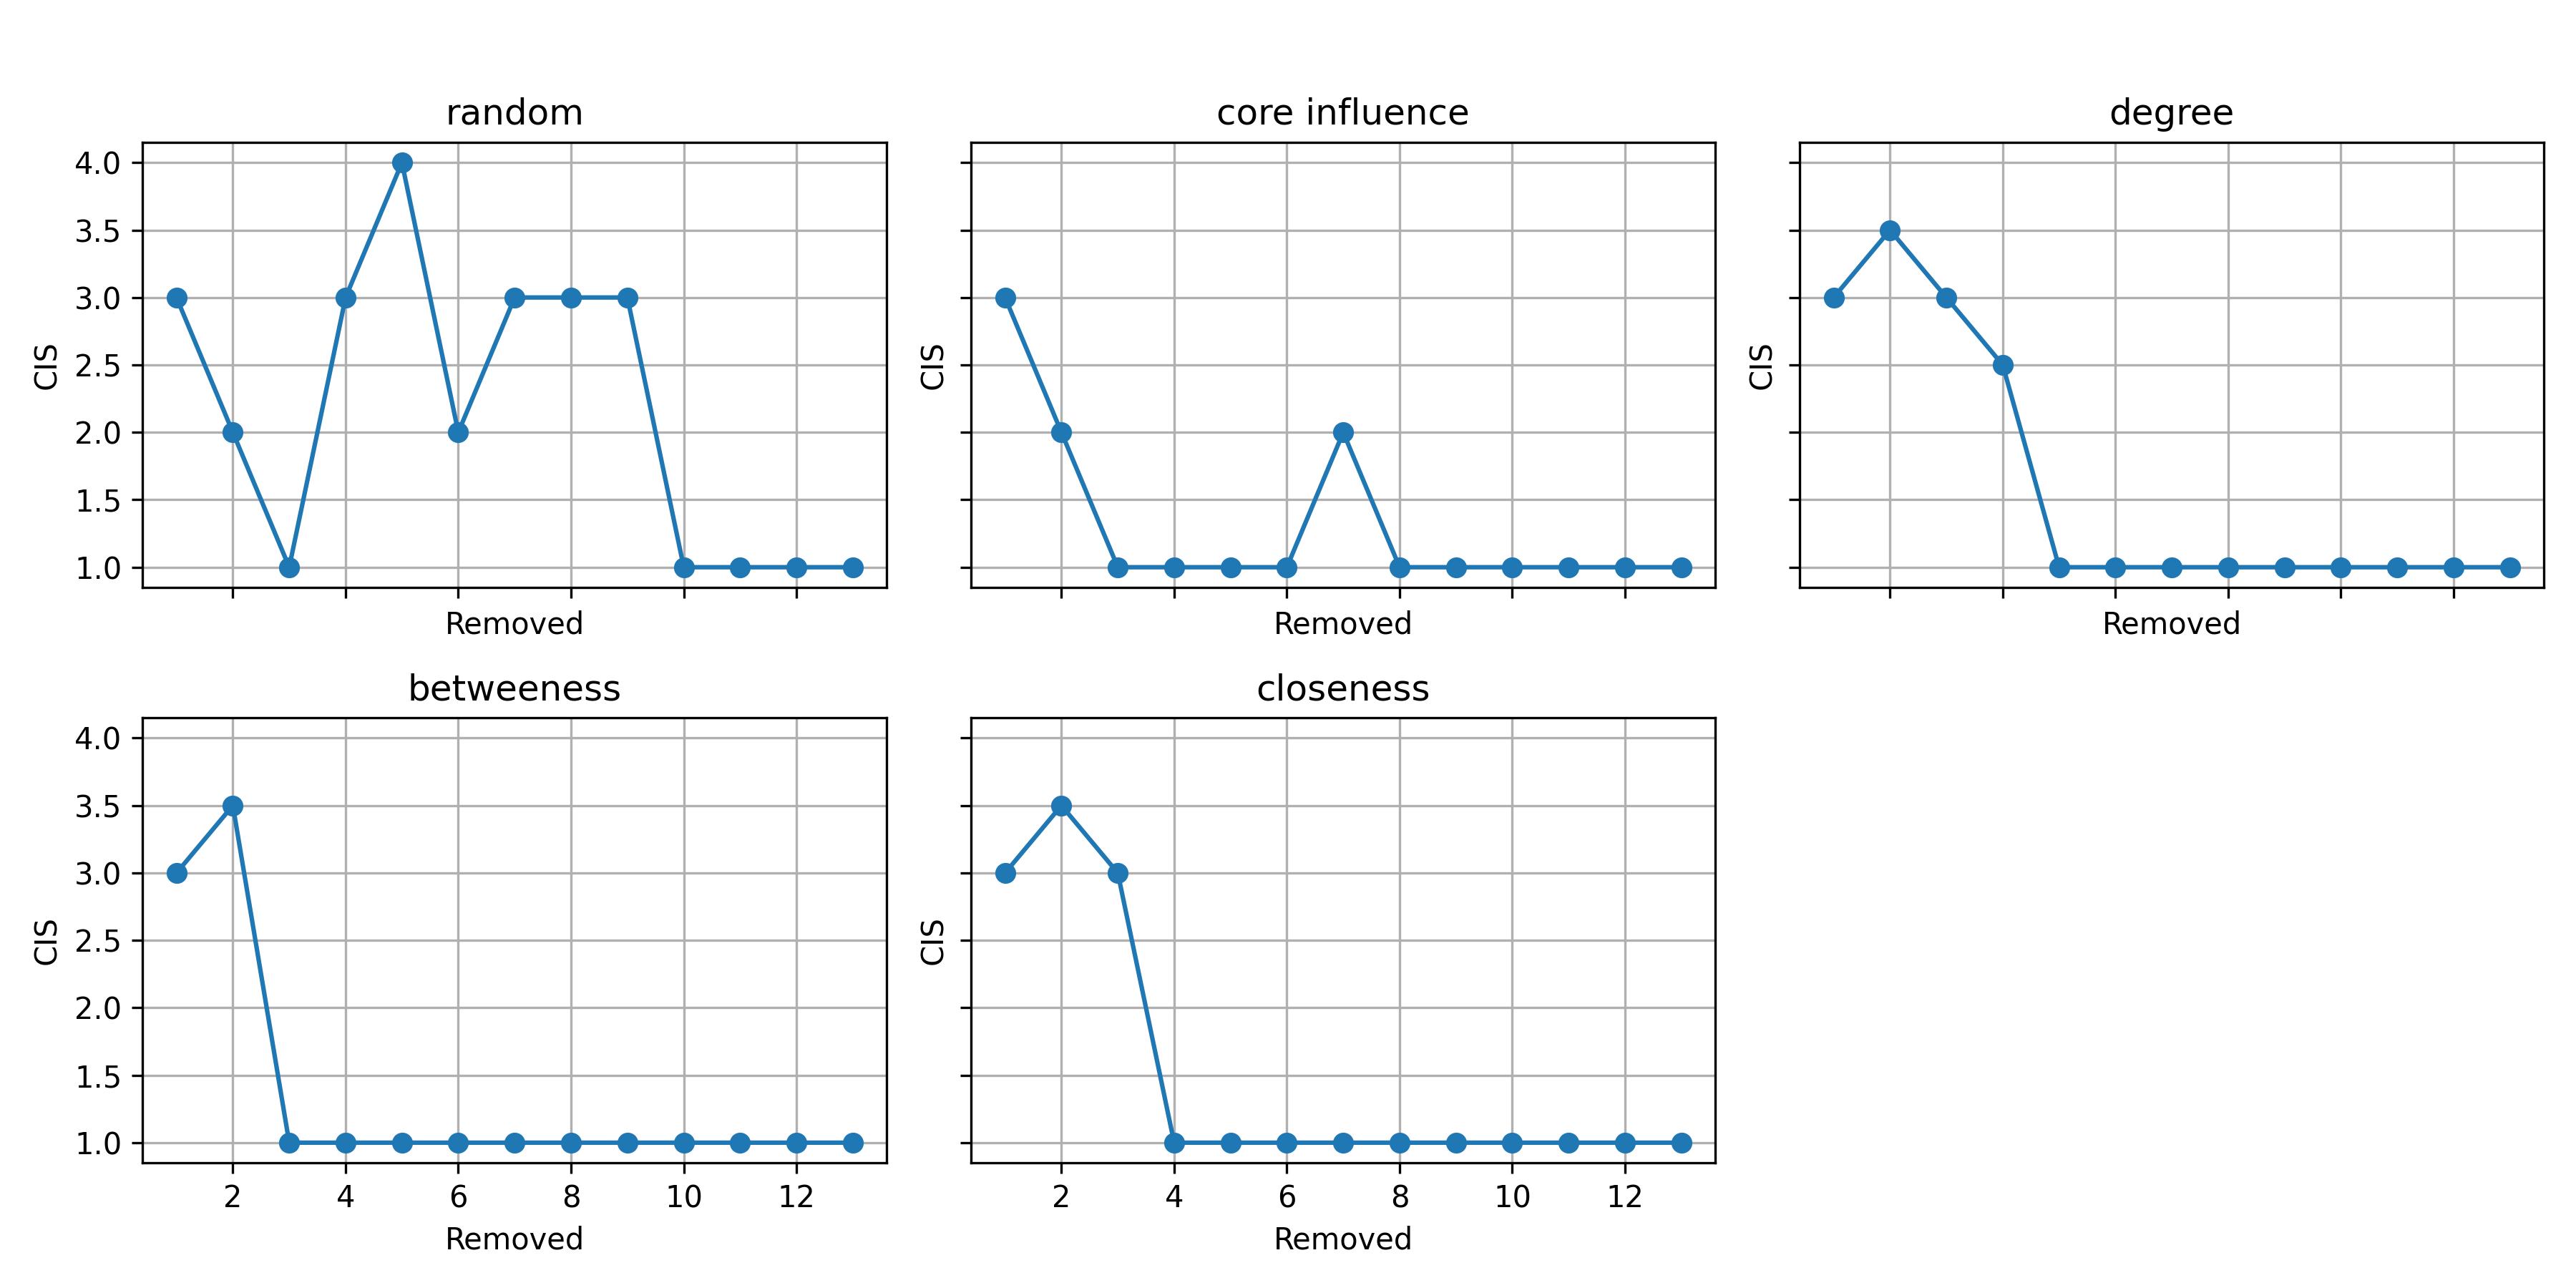 random
core influence
degree
4.0
3.5
3.0
2.5
2.0
1.5
1.0
CIS
CIS
CIS
Removed
Removed
Removed
betweeness
closeness
4.0
3.5
3.0
2.5
2.0
1.5
1.0
CIS
CIS
2 4 6 8 10 12
2 4 6 8 10 12
Removed
Removed